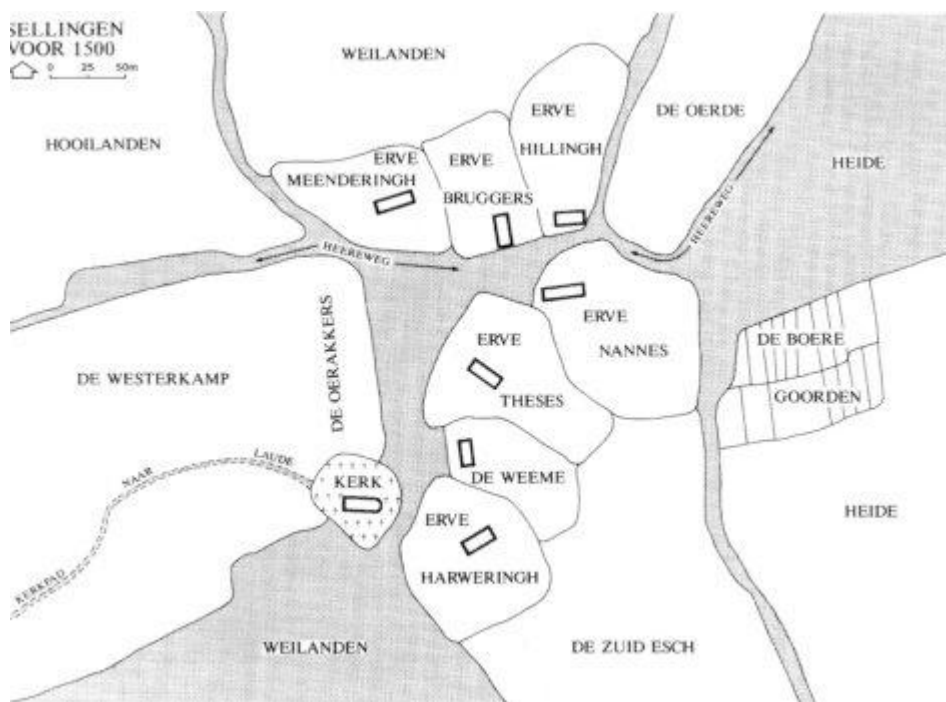 SELLINGEN
VOOR 1500
0 25 50m
WEILANDEN
HOOILANDEN
ERVE
HILLINGH
DE OERDE
HEIDE
ERVE
MEENDERINGH
ERVE
BRUGGERS
HEEREWEG
HEEREWEG
ERVE
NANNES
DE BOERE
GOORDEN
DE WESTERKAMP
DE OERAKKERS
ERVE
THESES
DE WEEME
KERK
KERKPAD NAAR LAUDE
ERVE
HARWERINGH
HEIDE
WEILANDEN
DE ZUID ESCH